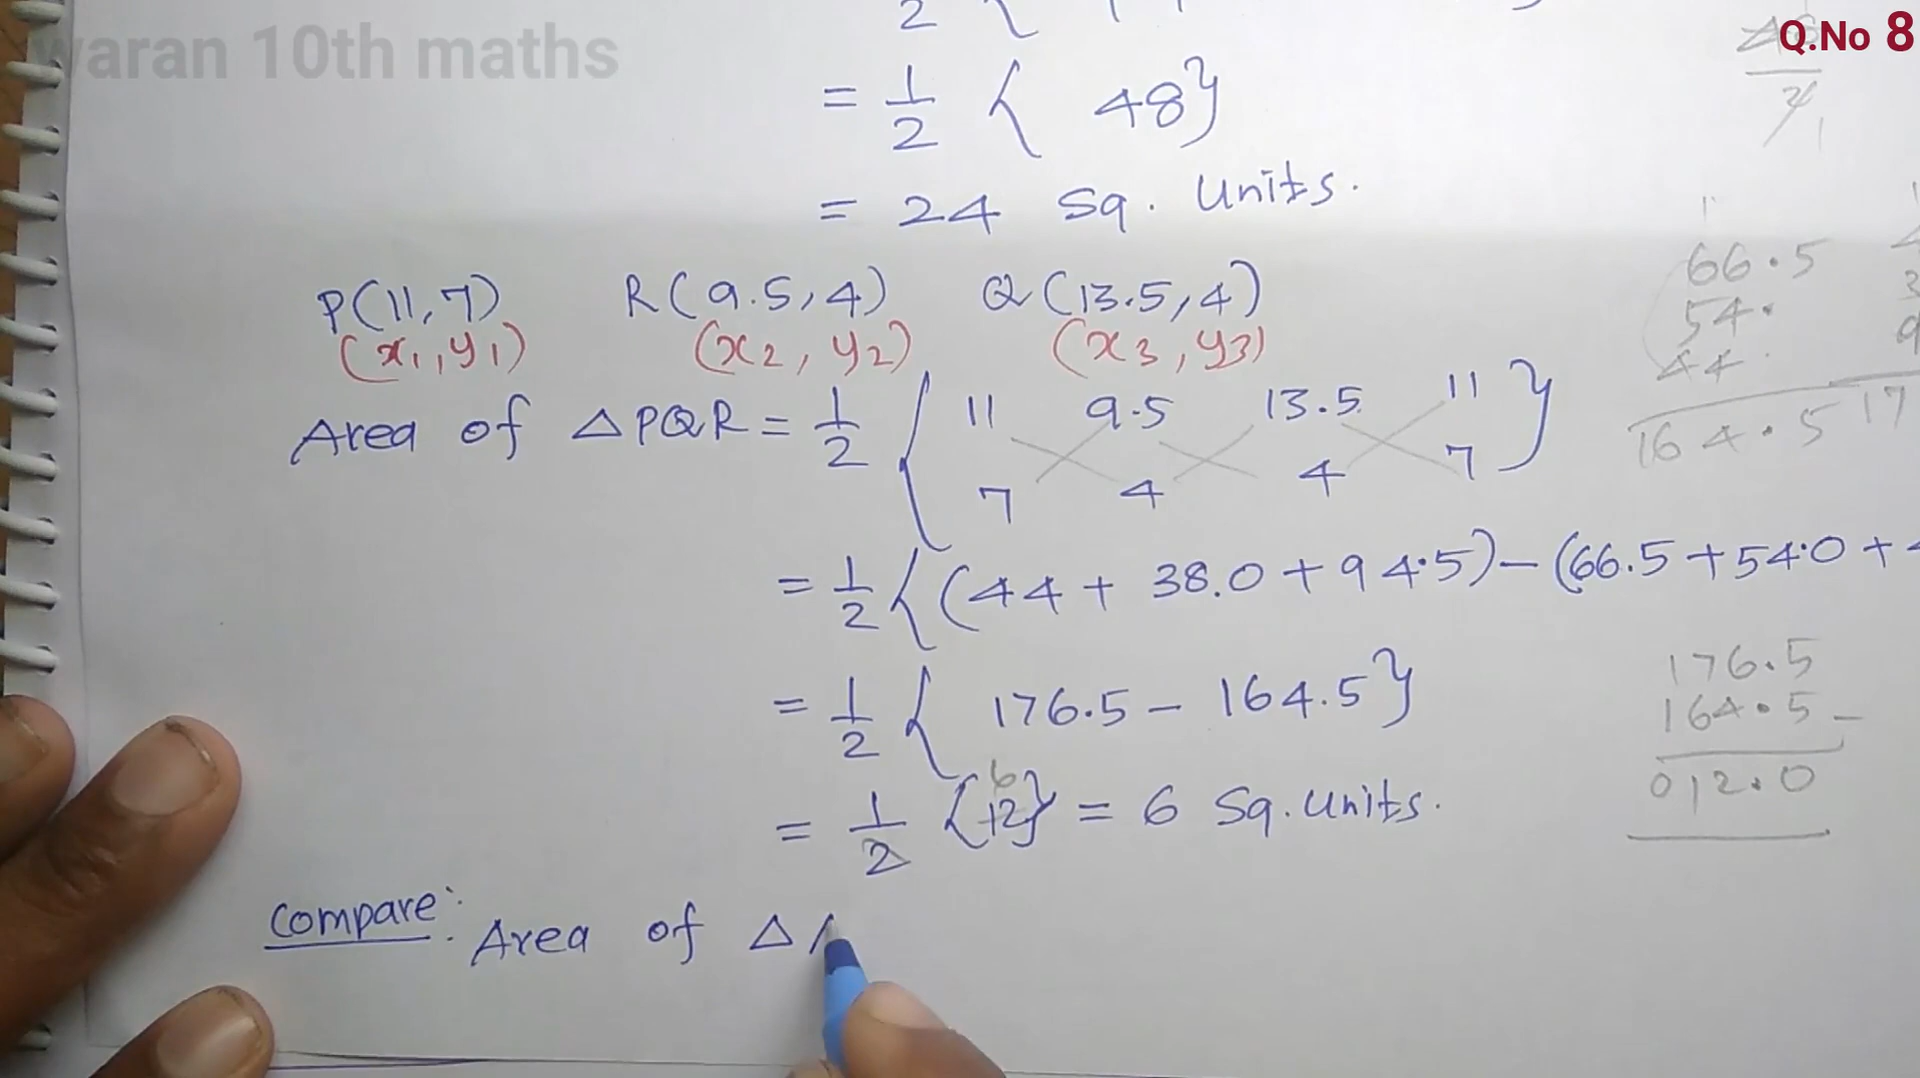 waran 10th maths
Q.No 8
= 1/2 { 48}
= 24 Sq. Units.
P(11,7) R(9.5,4) Q(13.5,4)
(x1,y1) (x2,y2) (x3,y3)
Area of △PQR = 1/2 { 11 9.5 13.5 11 }
7 4 4 7
= 1/2 {(44 + 38.0 + 94.5) - (66.5 + 54.0 +
= 1/2 { 176.5 - 164.5}
= 1/2 {12} = 6 Sq. units.
6
Compare: Area of △
66.5
54.
44.
164.5
17
176.5
164.5 -
012.0